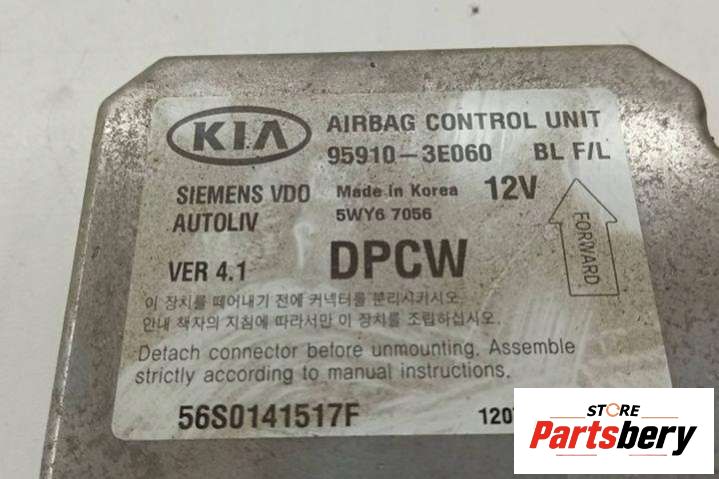 KIA
AIRBAG CONTROL UNIT
95910-3E060 BL F/L
SIEMENS VDO Made in Korea 12V
AUTOLIV 5WY6 7056
FORWARD
VER 4.1 DPCW
이 장치를 떼어내기 전에 커넥터를 분리시키시오.
안내 책자의 지침에 따라서만 이 장치를 조립하십시오.
Detach connector before unmounting. Assemble
strictly according to manual instructions.
56S0141517F
STORE
Partsbery